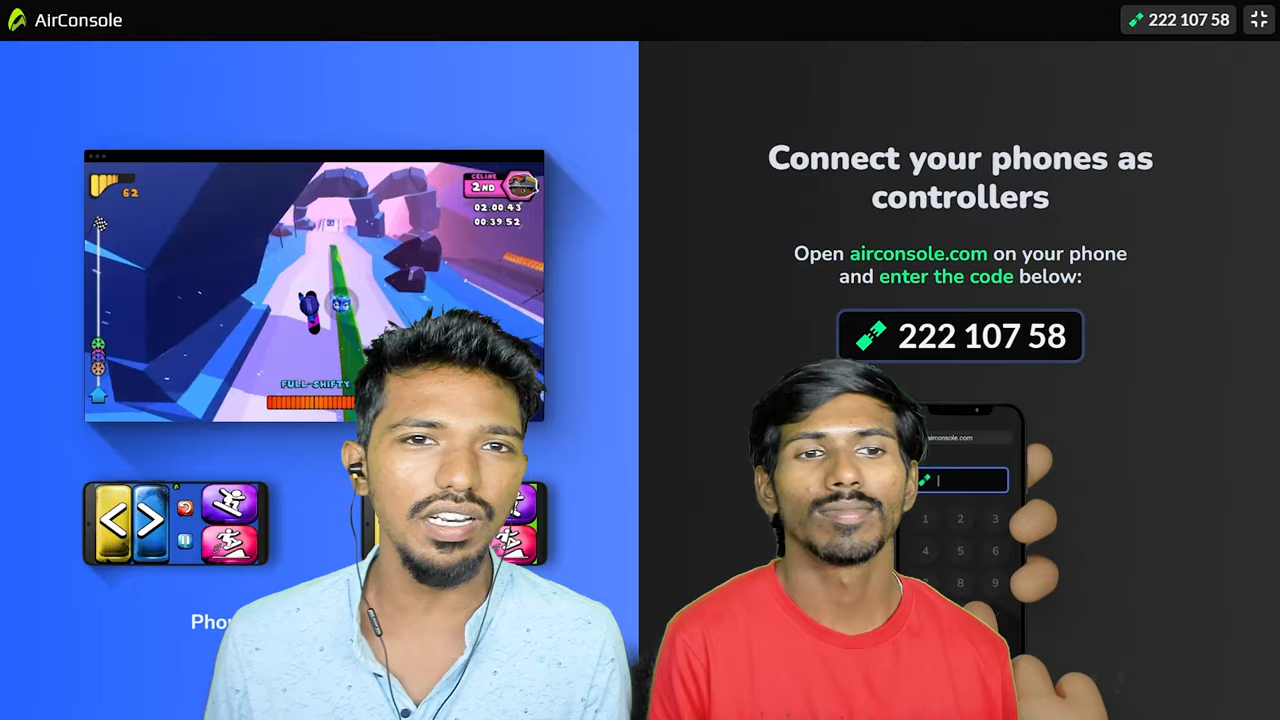 AirConsole
222 107 58
62
CELINE
2ND
02.00.43
00:39.52
FULL-SHIFTY
Connect your phones as
controllers
Open airconsole.com on your phone
and enter the code below:
222 107 58
airconsole.com
1 2 3
4 5 6
8 9
Pho